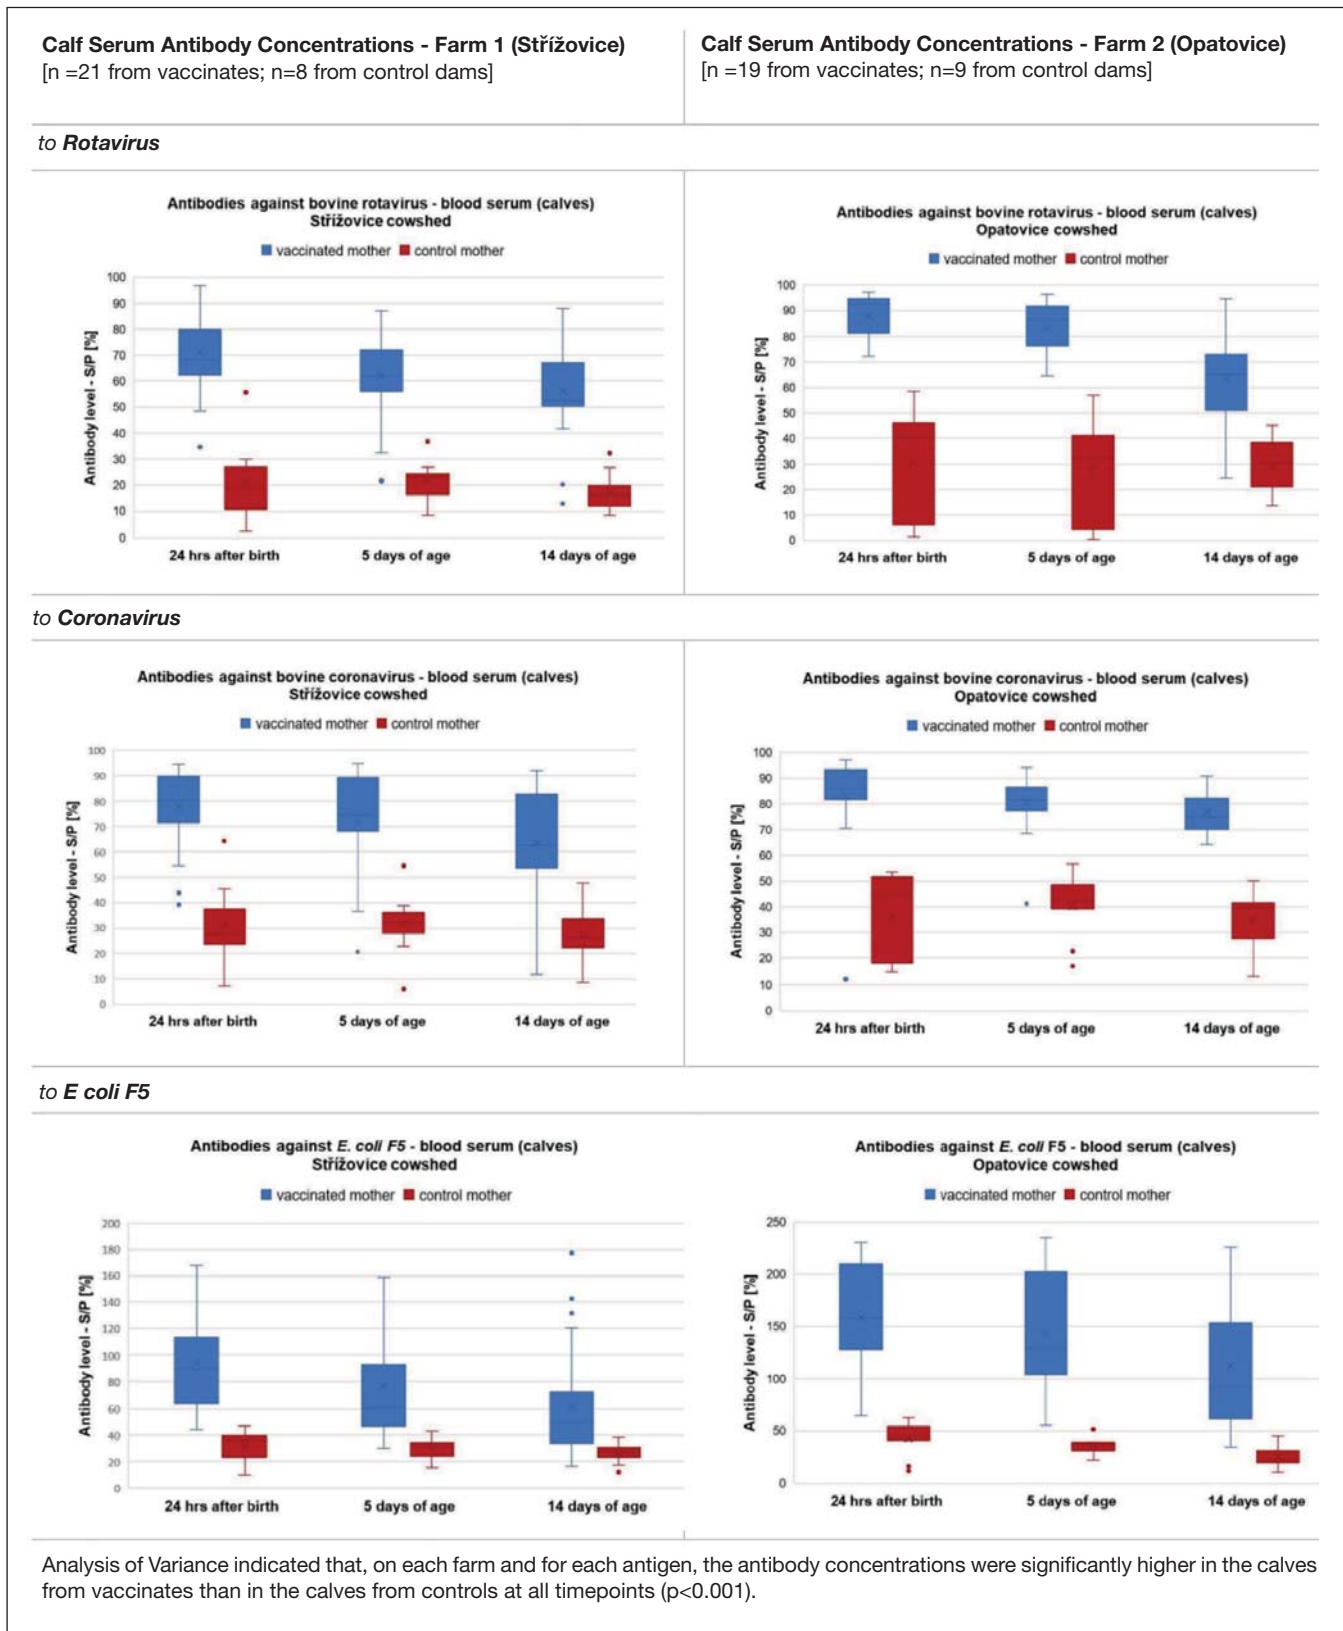 Calf Serum Antibody Concentrations - Farm 1 (Střížovice)
[n =21 from vaccinates; n=8 from control dams]
Calf Serum Antibody Concentrations - Farm 2 (Opatovice)
[n =19 from vaccinates; n=9 from control dams]
to Rotavirus
Antibodies against bovine rotavirus - blood serum (calves)
Střížovice cowshed
vaccinated mother control mother
Antibody level - S/P [%]
100
90
80
70
60
50
40
30
20
10
0
24 hrs after birth 5 days of age 14 days of age
Antibodies against bovine rotavirus - blood serum (calves)
Opatovice cowshed
vaccinated mother control mother
Antibody level - S/P [%]
100
90
80
70
60
50
40
30
20
10
0
24 hrs after birth 5 days of age 14 days of age
to Coronavirus
Antibodies against bovine coronavirus - blood serum (calves)
Střížovice cowshed
vaccinated mother control mother
Antibody level - S/P [%]
100
90
80
70
60
50
40
30
20
10
0
24 hrs after birth 5 days of age 14 days of age
Antibodies against bovine coronavirus - blood serum (calves)
Opatovice cowshed
vaccinated mother control mother
Antibody level - S/P [%]
100
90
80
70
60
50
40
30
20
10
0
24 hrs after birth 5 days of age 14 days of age
to E coli F5
Antibodies against E. coli F5 - blood serum (calves)
Střížovice cowshed
vaccinated mother control mother
Antibody level - S/P [%]
200
180
160
140
120
100
80
60
40
20
0
24 hrs after birth 5 days of age 14 days of age
Antibodies against E. coli F5 - blood serum (calves)
Opatovice cowshed
vaccinated mother control mother
Antibody level - S/P [%]
250
200
150
100
50
0
24 hrs after birth 5 days of age 14 days of age
Analysis of Variance indicated that, on each farm and for each antigen, the antibody concentrations were significantly higher in the calves
from vaccinates than in the calves from controls at all timepoints (p<0.001).